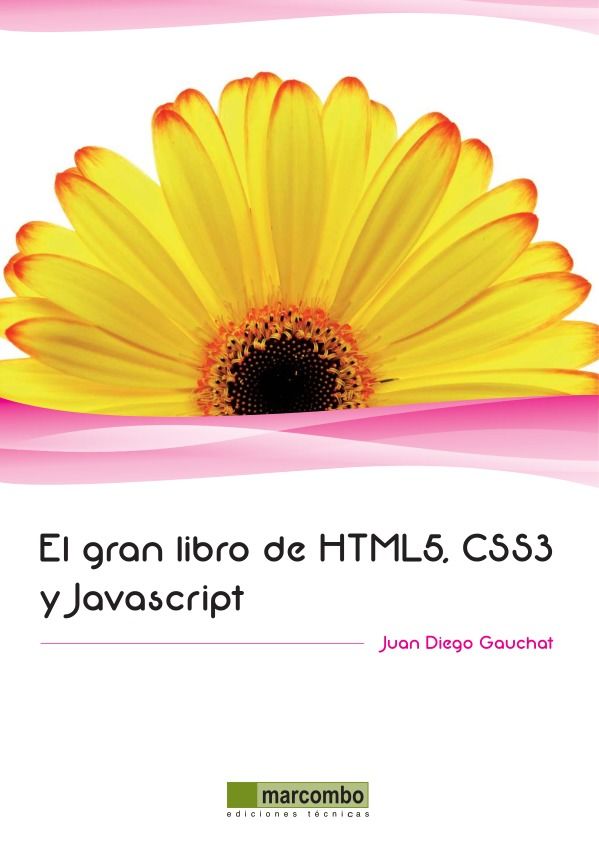 El gran libro de HTML5, CSS3
y Javascript
Juan Diego Gauchat
marcombo
ediciones técnicas